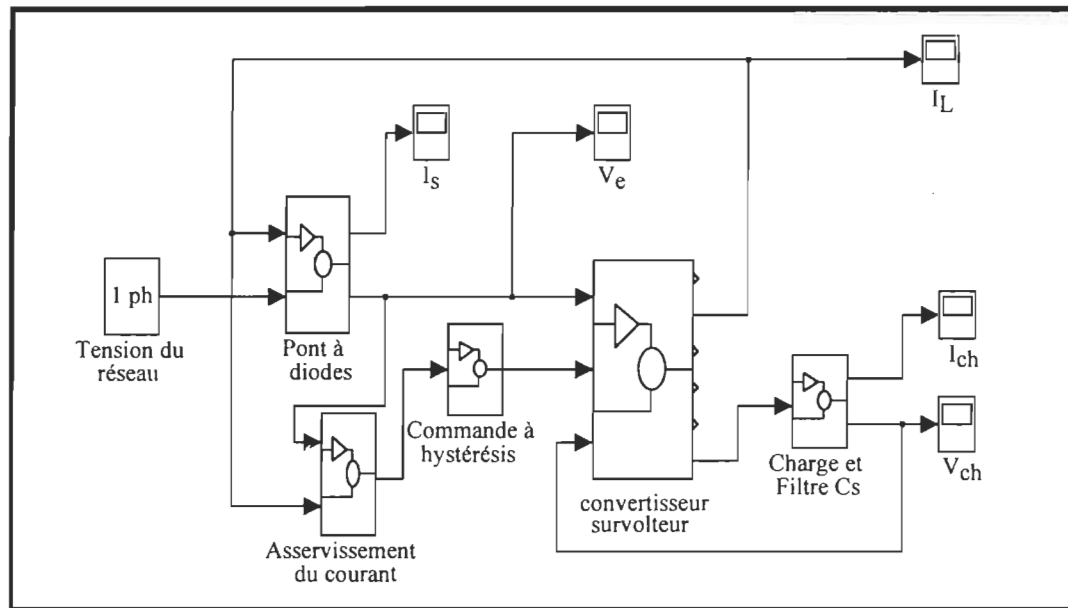 I_L
I_s
V_e
1 ph
Tension du
réseau
Pont à
diodes
Commande à
hystérésis
I_ch
Asservissement
du courant
convertisseur
survolteur
Charge et
Filtre Cs
V_ch